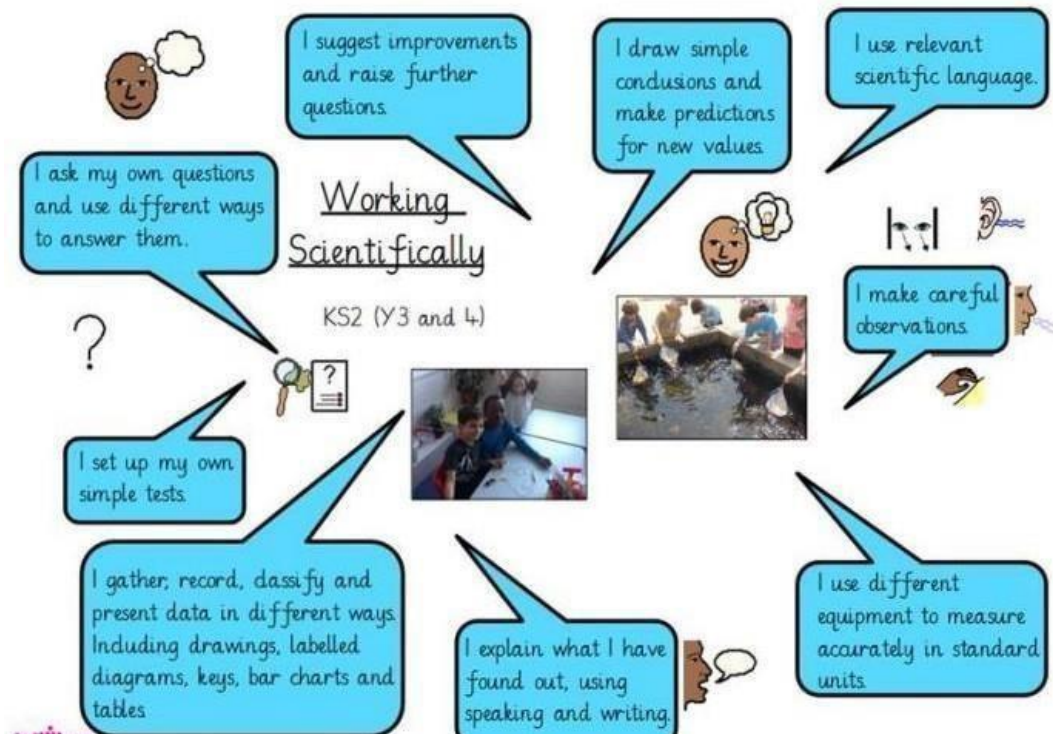 I suggest improvements
and raise further
questions.
I draw simple
conclusions and
make predictions
for new values.
I use relevant
scientific language.
I ask my own questions
and use different ways
to answer them.
Working
Scientifically
KS2 (Y3 and 4)
I make careful
observations.
?
?
I set up my own
simple tests.
I gather, record, classify and
present data in different ways.
Including drawings, labelled
diagrams, keys, bar charts and
tables
I explain what I have
found out, using
speaking and writing.
I use different
equipment to measure
accurately in standard
units.